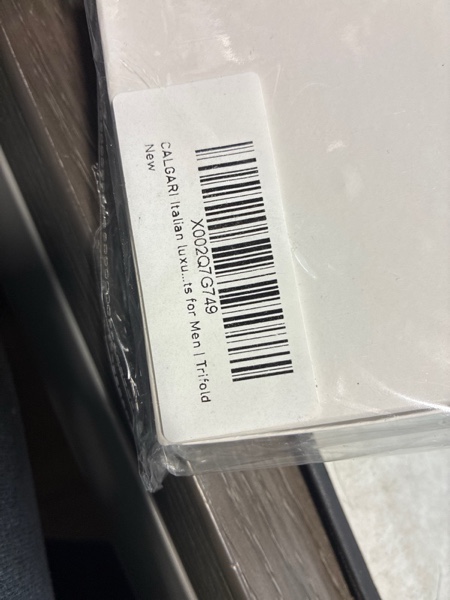 X002Q7G749
CALGARI Italian luxu...ts for Men | Trifold
New